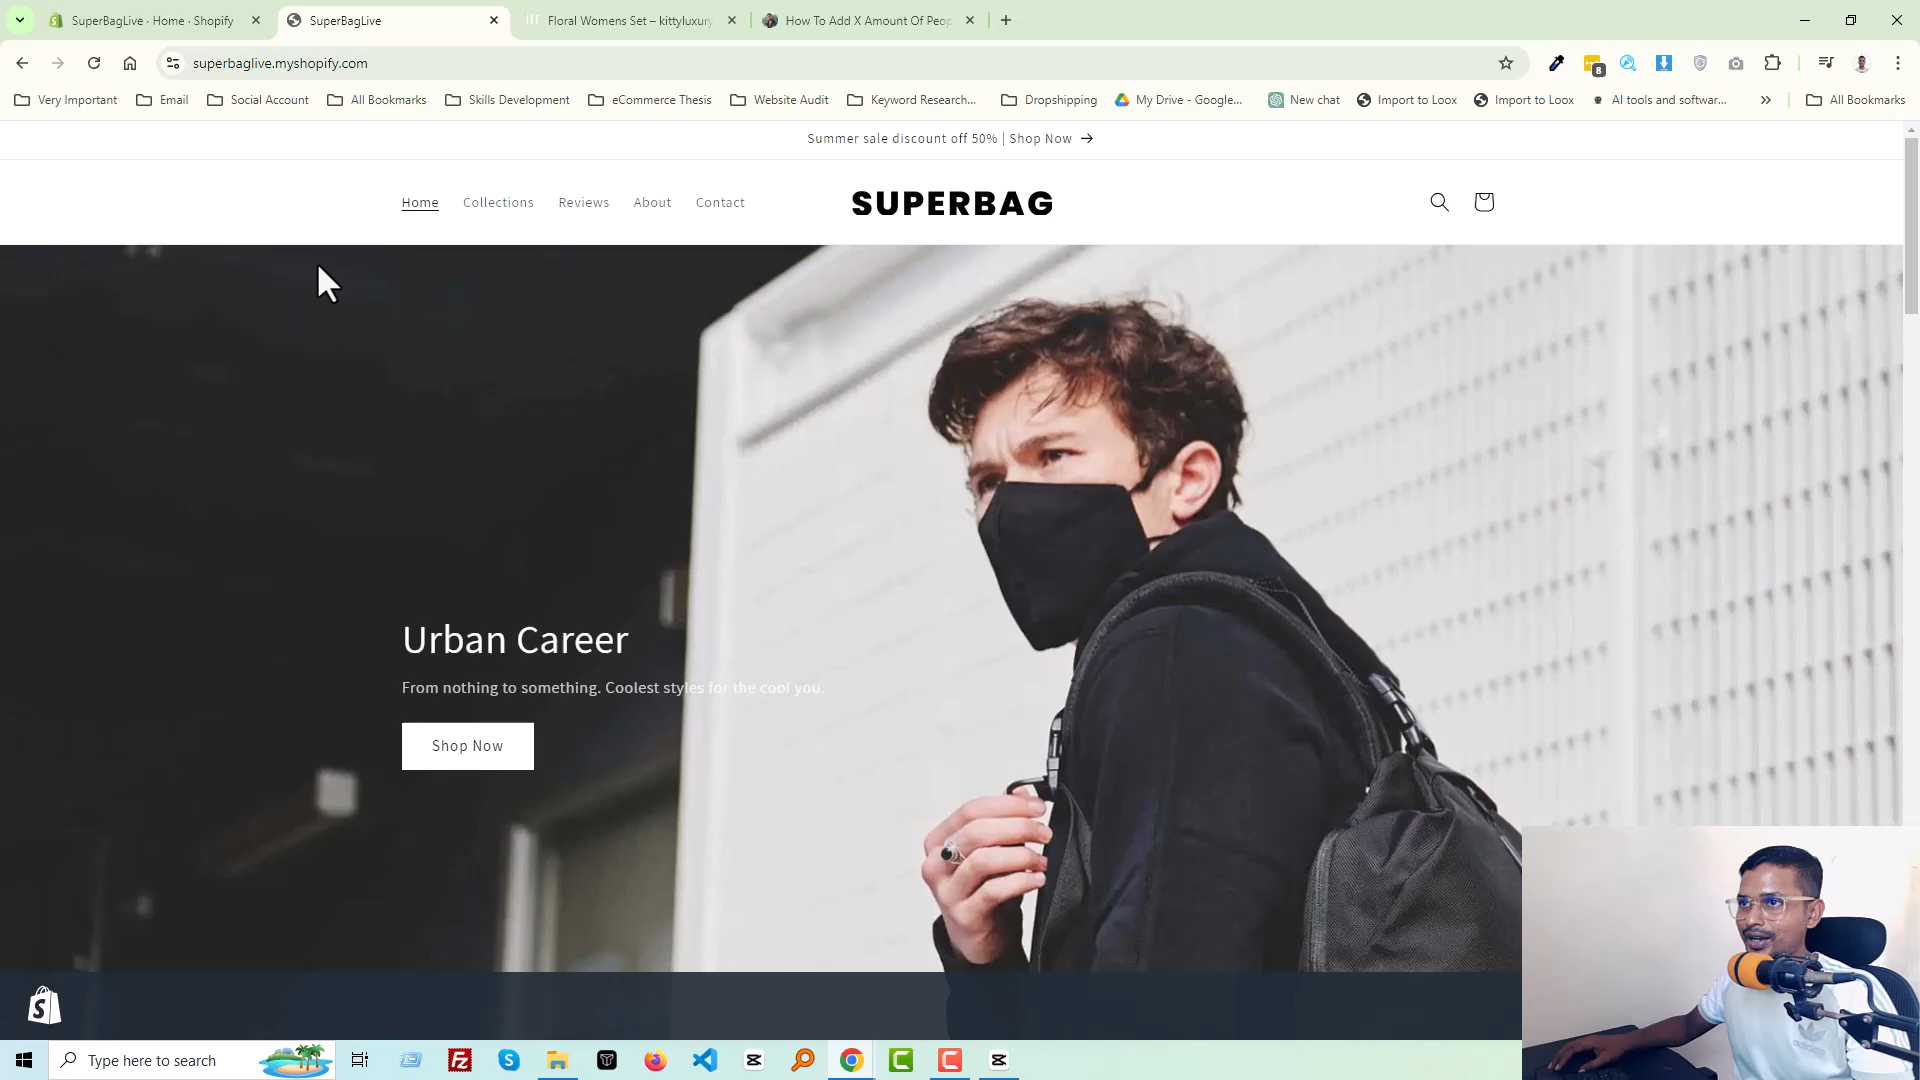 SuperBagLive · Home · Shopify
SuperBagLive
Floral Womens Set – kittyluxury
How To Add X Amount Of Peop
superbaglive.myshopify.com
8
Very Important
Email
Social Account
All Bookmarks
Skills Development
eCommerce Thesis
Website Audit
Keyword Research...
Dropshipping
My Drive - Google...
New chat
Import to Loox
Import to Loox
AI tools and softwar...
All Bookmarks
Summer sale discount off 50% | Shop Now →
Home
Collections
Reviews
About
Contact
SUPERBAG
Urban Career
From nothing to something. Coolest styles for the cool you.
Shop Now
Type here to search